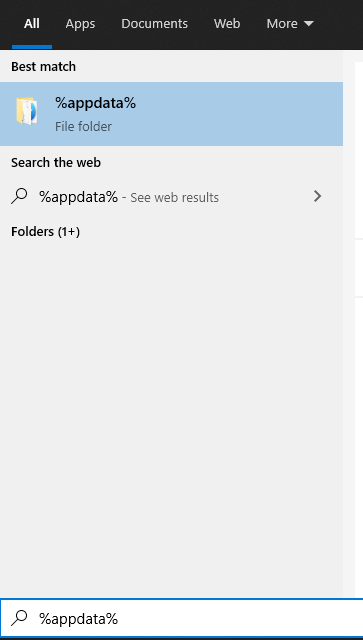 All Apps Documents Web More
Best match
%appdata%
File folder
Search the web
%appdata% - See web results
Folders (1+)
%appdata%